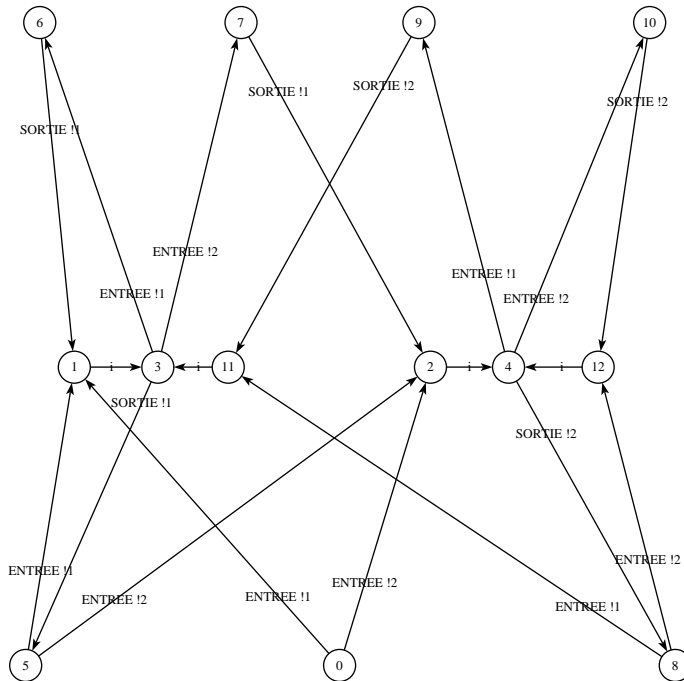 6
7
9
10
SORTIE !1
SORTIE !1
SORTIE !2
SORTIE !2
ENTREE !1
ENTREE !2
ENTREE !1
ENTREE !2
1
i
3
i
11
2
i
4
i
12
SORTIE !1
SORTIE !2
ENTREE !1
ENTREE !2
ENTREE !1
ENTREE !2
ENTREE !1
ENTREE !2
5
0
8